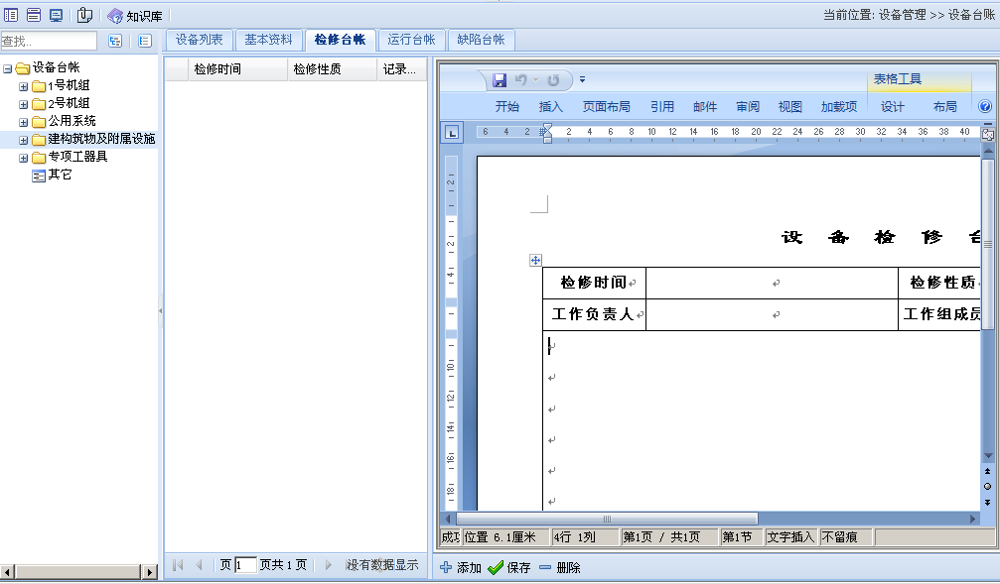 知识库
当前位置: 设备管理 >> 设备台账
查找..
设备列表 基本资料 检修台帐 运行台帐 缺陷台帐
设备台帐
1号机组
2号机组
公用系统
建构筑物及附属设施
专项工器具
其它
检修时间 检修性质 记录...
表格工具
开始 插入 页面布局 引用 邮件 审阅 视图 加载项 设计 布局
L 6 4 2 2 4 6 8 10 12 14 16 18 20 22 24 26 28 30 32 34 36 38 40
2
2
4
10
12
14
16
18
设 备 检 修 台
检修时间 检修性质
工作负责人 工作组成员
位置 6.1厘米 4行 1列 第1页 / 共1页 第1节 文字插入 不留痕
页 1 页共 1 页 没有数据显示
添加 保存 删除